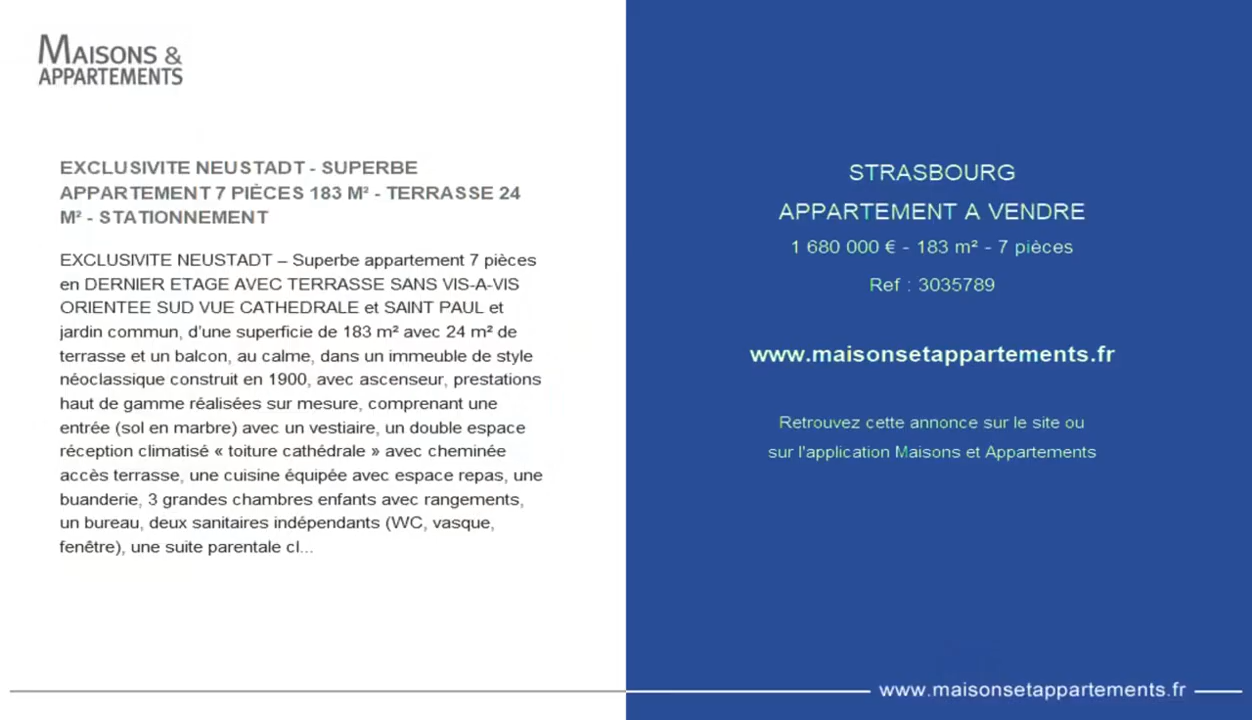 MAISONS &
APPARTEMENTS
EXCLUSIVITE NEUSTADT - SUPERBE
APPARTEMENT 7 PIÈCES 183 M² - TERRASSE 24
M² - STATIONNEMENT
EXCLUSIVITE NEUSTADT – Superbe appartement 7 pièces
en DERNIER ETAGE AVEC TERRASSE SANS VIS-A-VIS
ORIENTEE SUD VUE CATHEDRALE et SAINT PAUL et
jardin commun, d'une superficie de 183 m² avec 24 m² de
terrasse et un balcon, au calme, dans un immeuble de style
néoclassique construit en 1900, avec ascenseur, prestations
haut de gamme réalisées sur mesure, comprenant une
entrée (sol en marbre) avec un vestiaire, un double espace
réception climatisé « toiture cathédrale » avec cheminée
accès terrasse, une cuisine équipée avec espace repas, une
buanderie, 3 grandes chambres enfants avec rangements,
un bureau, deux sanitaires indépendants (WC, vasque,
fenêtre), une suite parentale cl...
STRASBOURG
APPARTEMENT A VENDRE
1 680 000 € - 183 m² - 7 pièces
Ref : 3035789
www.maisonsetappartements.fr
Retrouvez cette annonce sur le site ou
sur l'application Maisons et Appartements
www.maisonsetappartements.fr